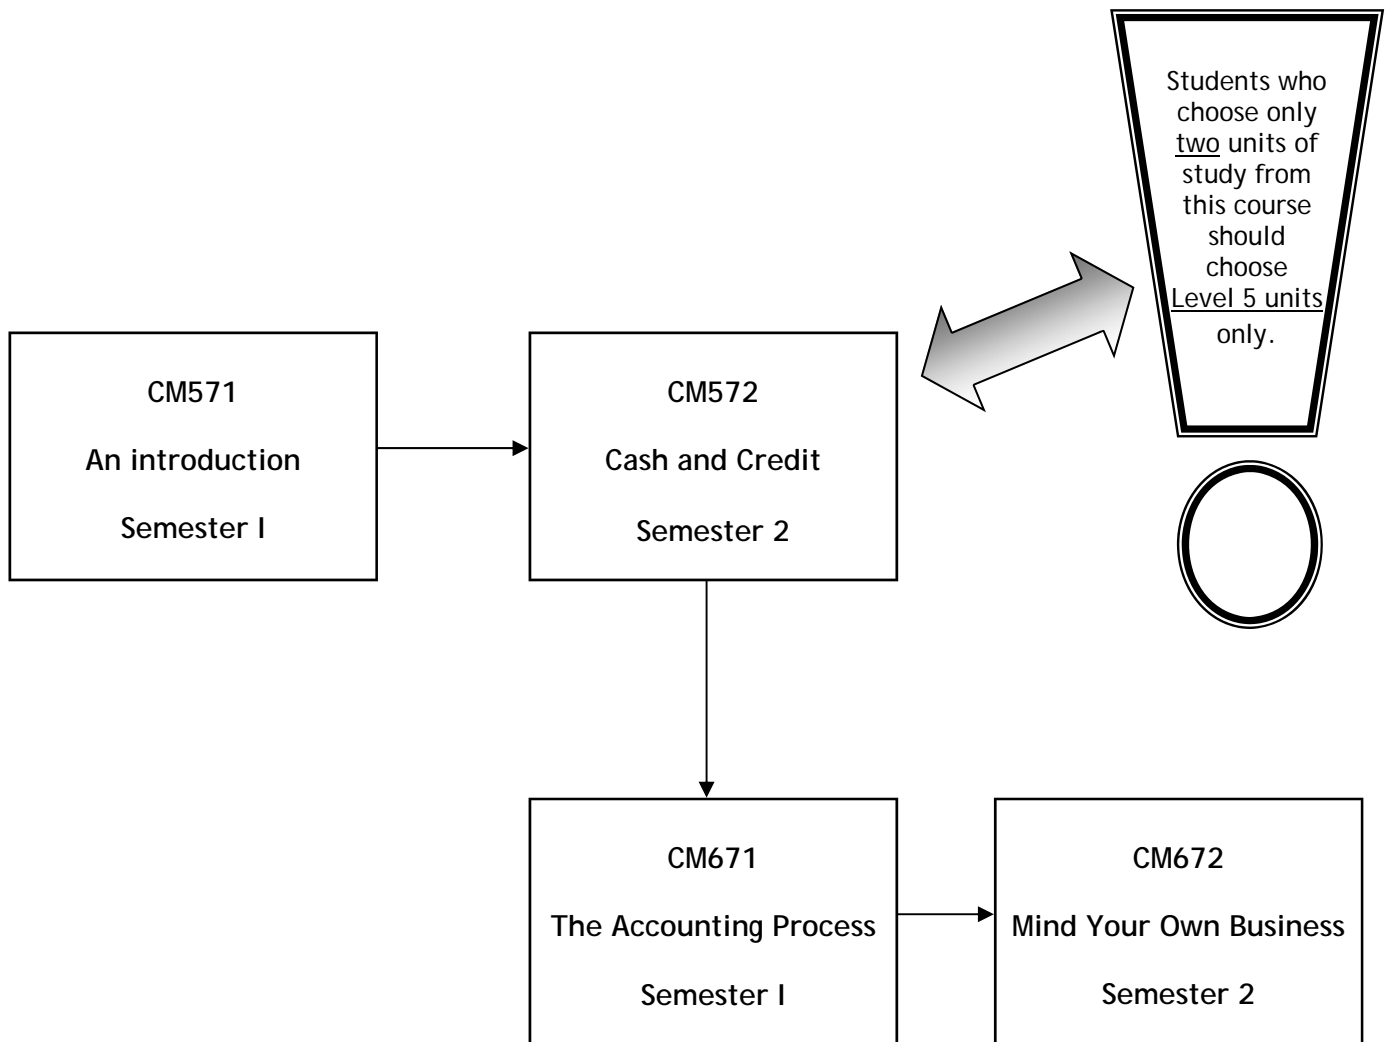 Students who
choose only
two units of
study from
this course
should
choose
Level 5 units
only.
CM571
An introduction
Semester I
CM572
Cash and Credit
Semester 2
CM671
The Accounting Process
Semester I
CM672
Mind Your Own Business
Semester 2